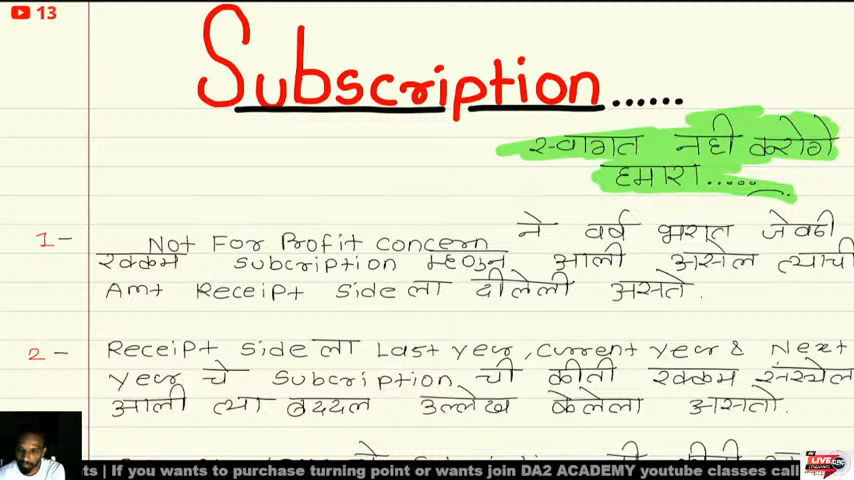 13
Subscription......
स्वागत नही करोगे
हमारा......
1- Not For Profit concern ने वर्ष भरात जेवढी
रक्कम subcription म्हणुन आली असेल त्याची
Amt Receipt side ला दीलेली असते.
2- Receipt side ला Last year, current year & Next
year चे subcription ची कीती रक्कम संस्थेला
आली त्या बद्दल उल्लेख केलेला असतो.
ts | If you wants to purchase turning point or wants join DA2 ACADEMY youtube classes call
LIVE